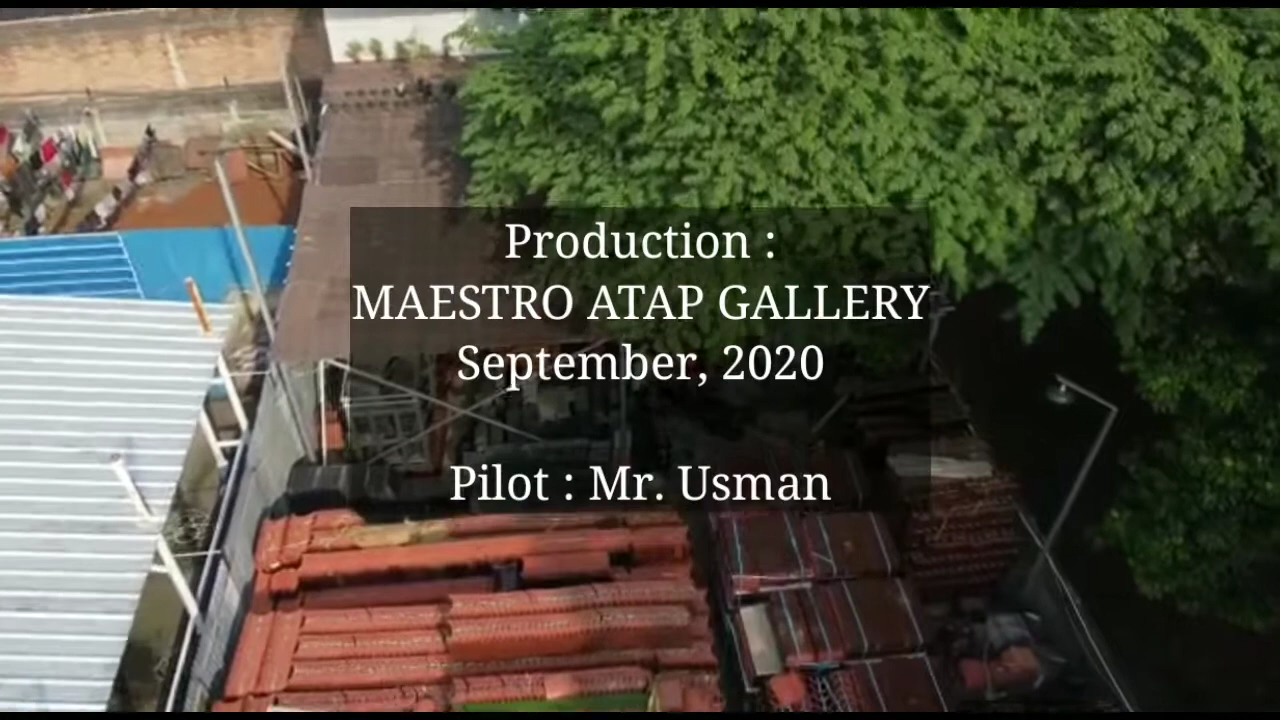 Production :
MAESTRO ATAP GALLERY
September, 2020
Pilot : Mr. Usman